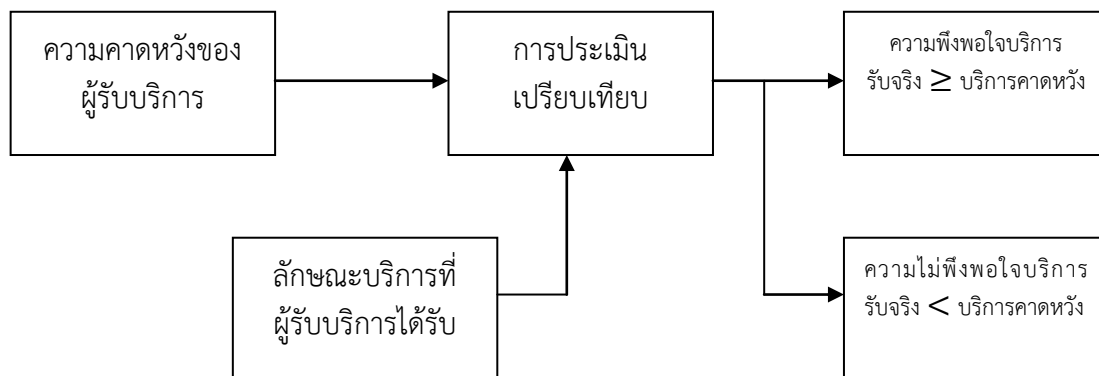 ความคาดหวังของ
ผู้รับบริการ
การประเมิน
เปรียบเทียบ
ความพึงพอใจบริการ
รับจริง ≥ บริการคาดหวัง
ลักษณะบริการที่
ผู้รับบริการได้รับ
ความไม่พึงพอใจบริการ
รับจริง < บริการคาดหวัง